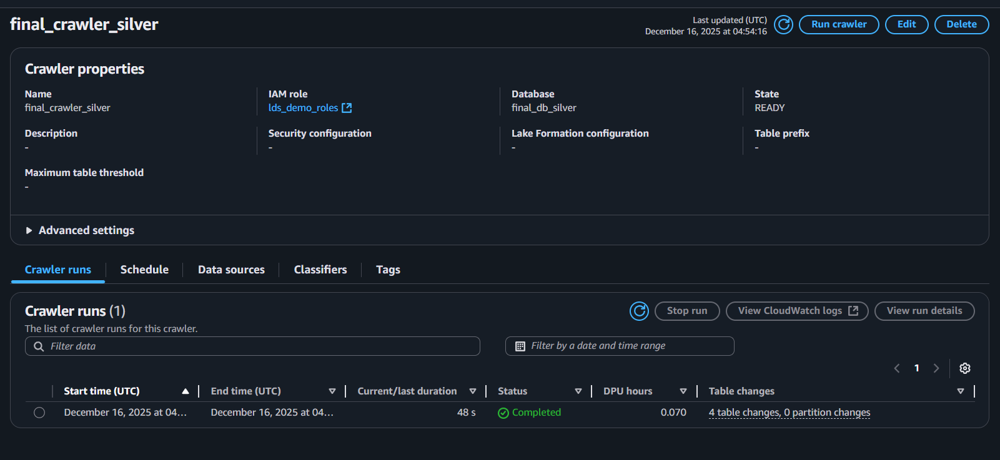 final_crawler_silver
Last updated (UTC)
December 16, 2025 at 04:54:16
Run crawler
Edit
Delete
Crawler properties
Name
final_crawler_silver
IAM role
lds_demo_roles
Database
final_db_silver
State
READY
Description
-
Security configuration
-
Lake Formation configuration
-
Table prefix
-
Maximum table threshold
-
Advanced settings
Crawler runs
Schedule
Data sources
Classifiers
Tags
Crawler runs (1)
The list of crawler runs for this crawler.
Stop run
View CloudWatch logs
View run details
Filter data
Filter by a date and time range
1
Start time (UTC)
End time (UTC)
Current/last duration
Status
DPU hours
Table changes
December 16, 2025 at 04...
December 16, 2025 at 04...
48 s
Completed
0.070
4 table changes, 0 partition changes